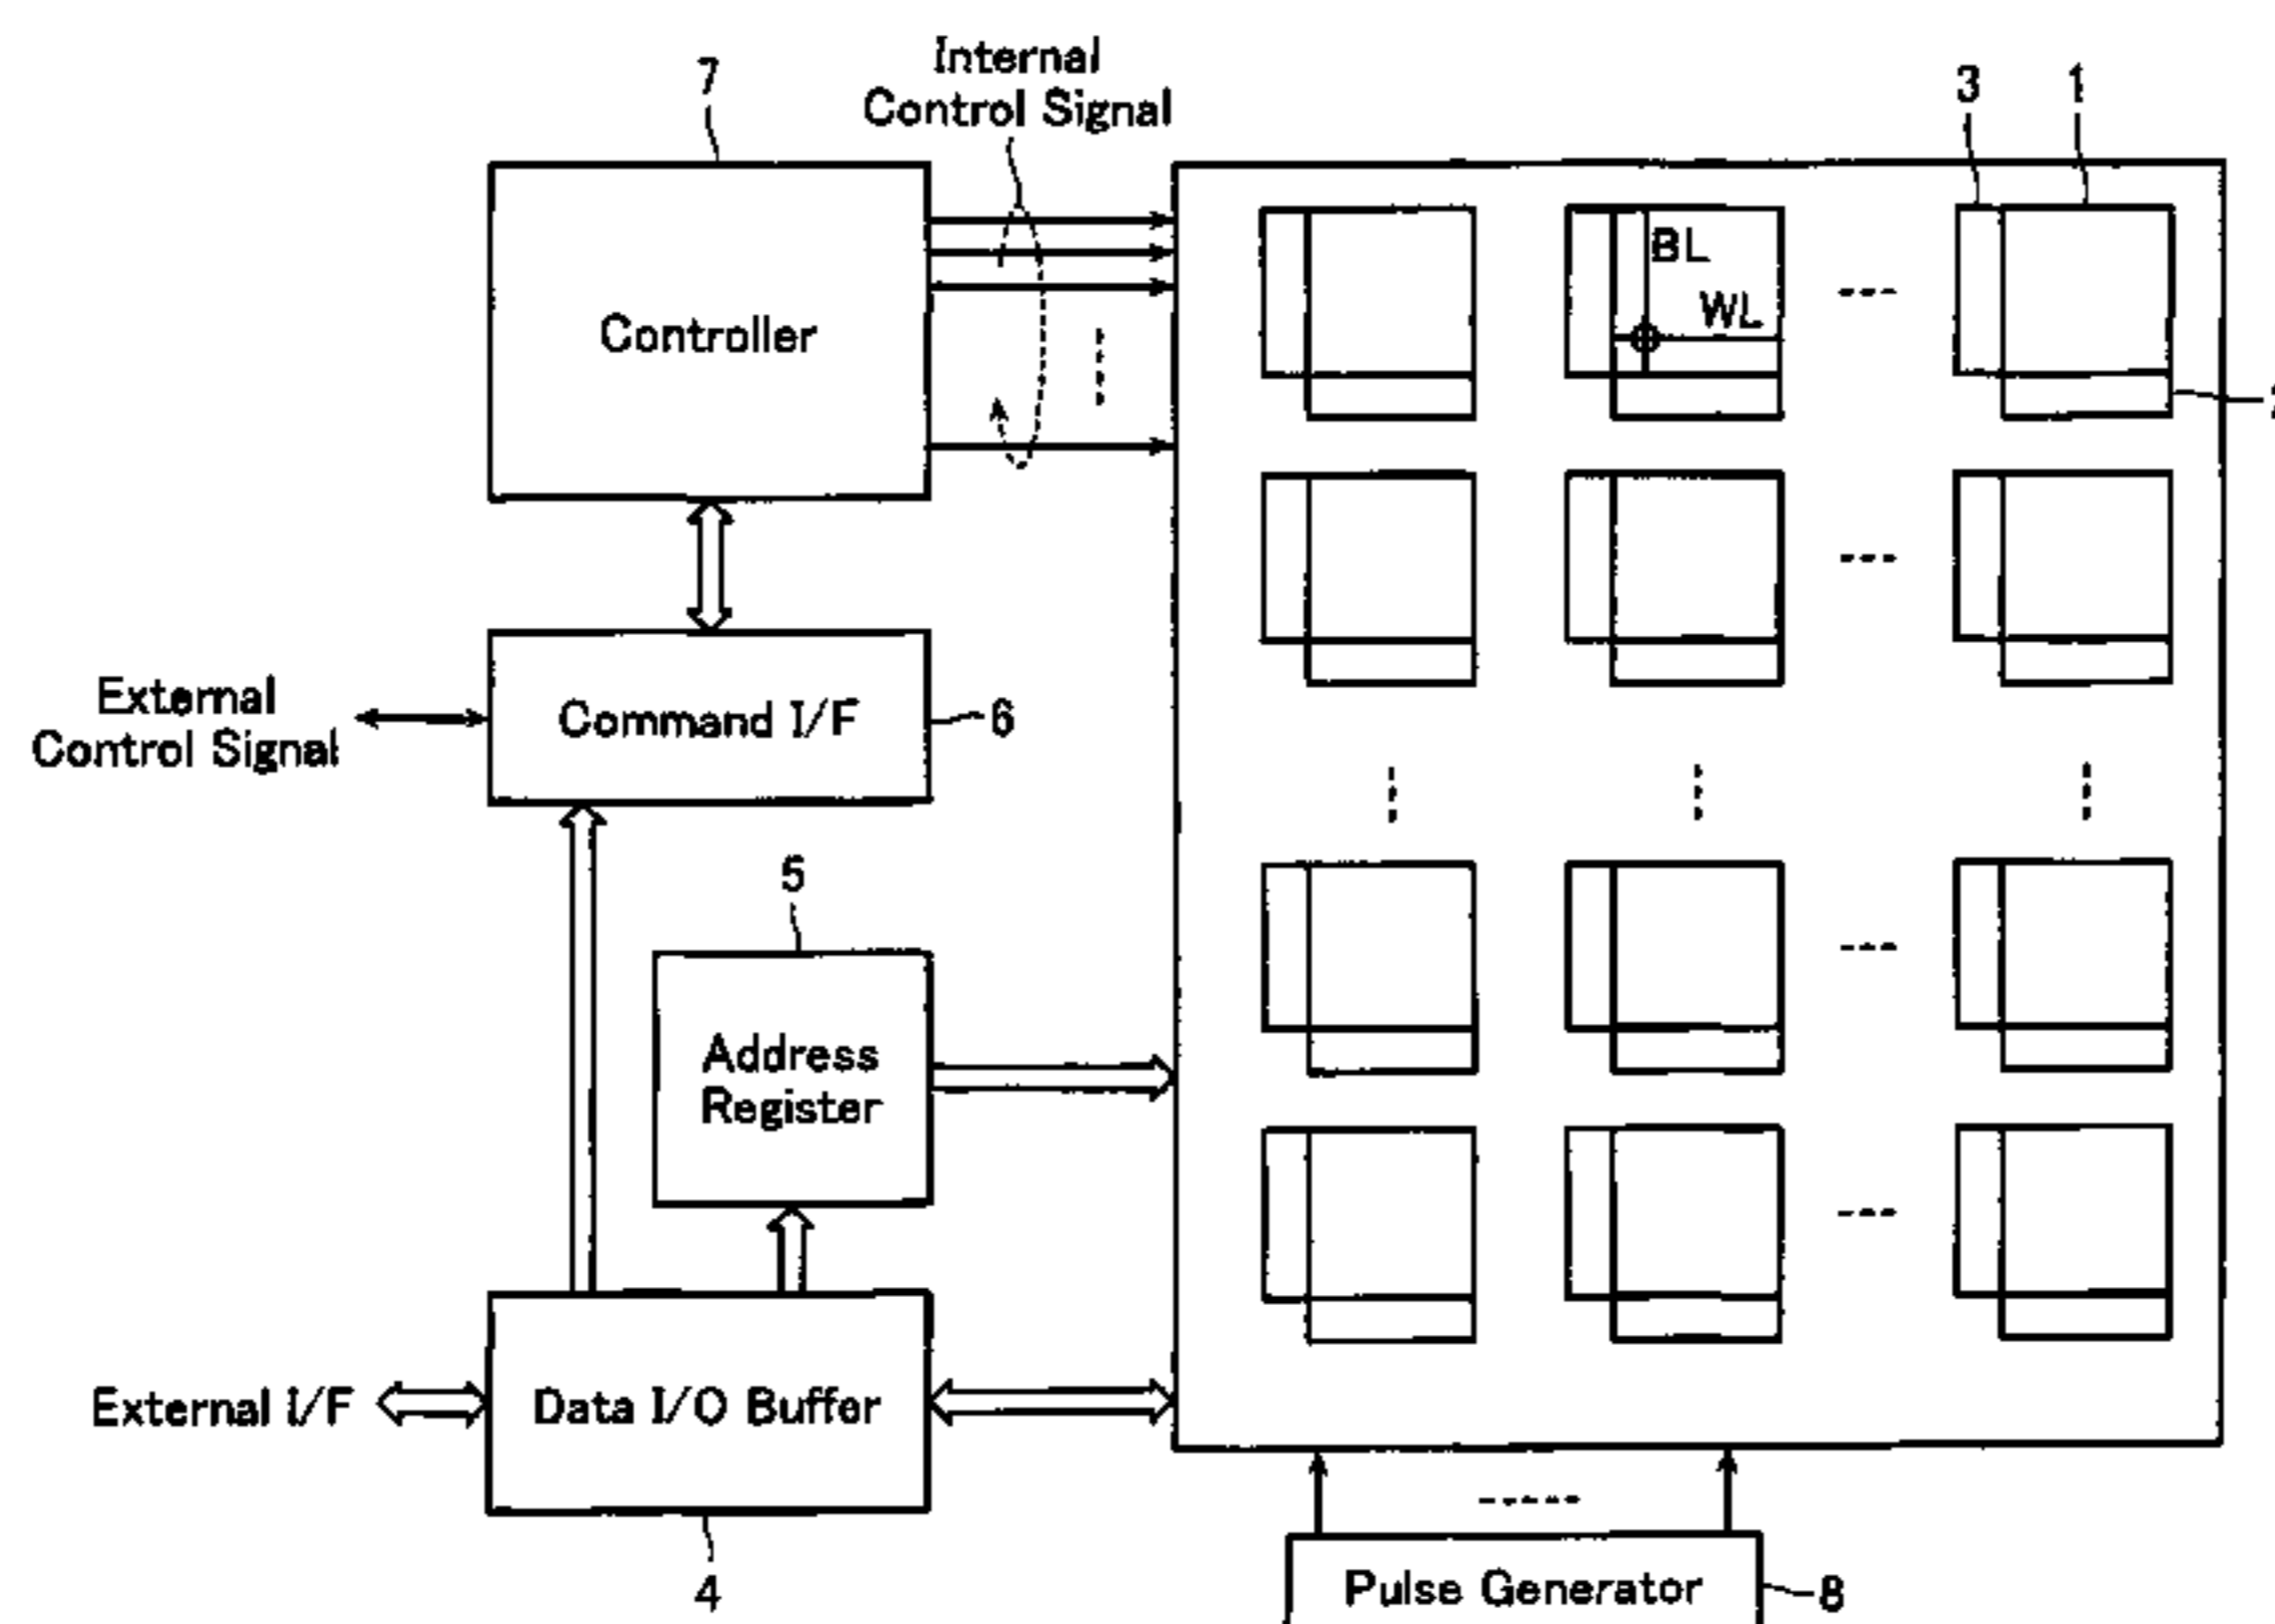 Internal
Control Signal
7
3
1
BL
WL
Controller
External
Control Signal
Command I/F
6
5
Address
Register
External I/F
Data I/O Buffer
4
Pulse Generator
8